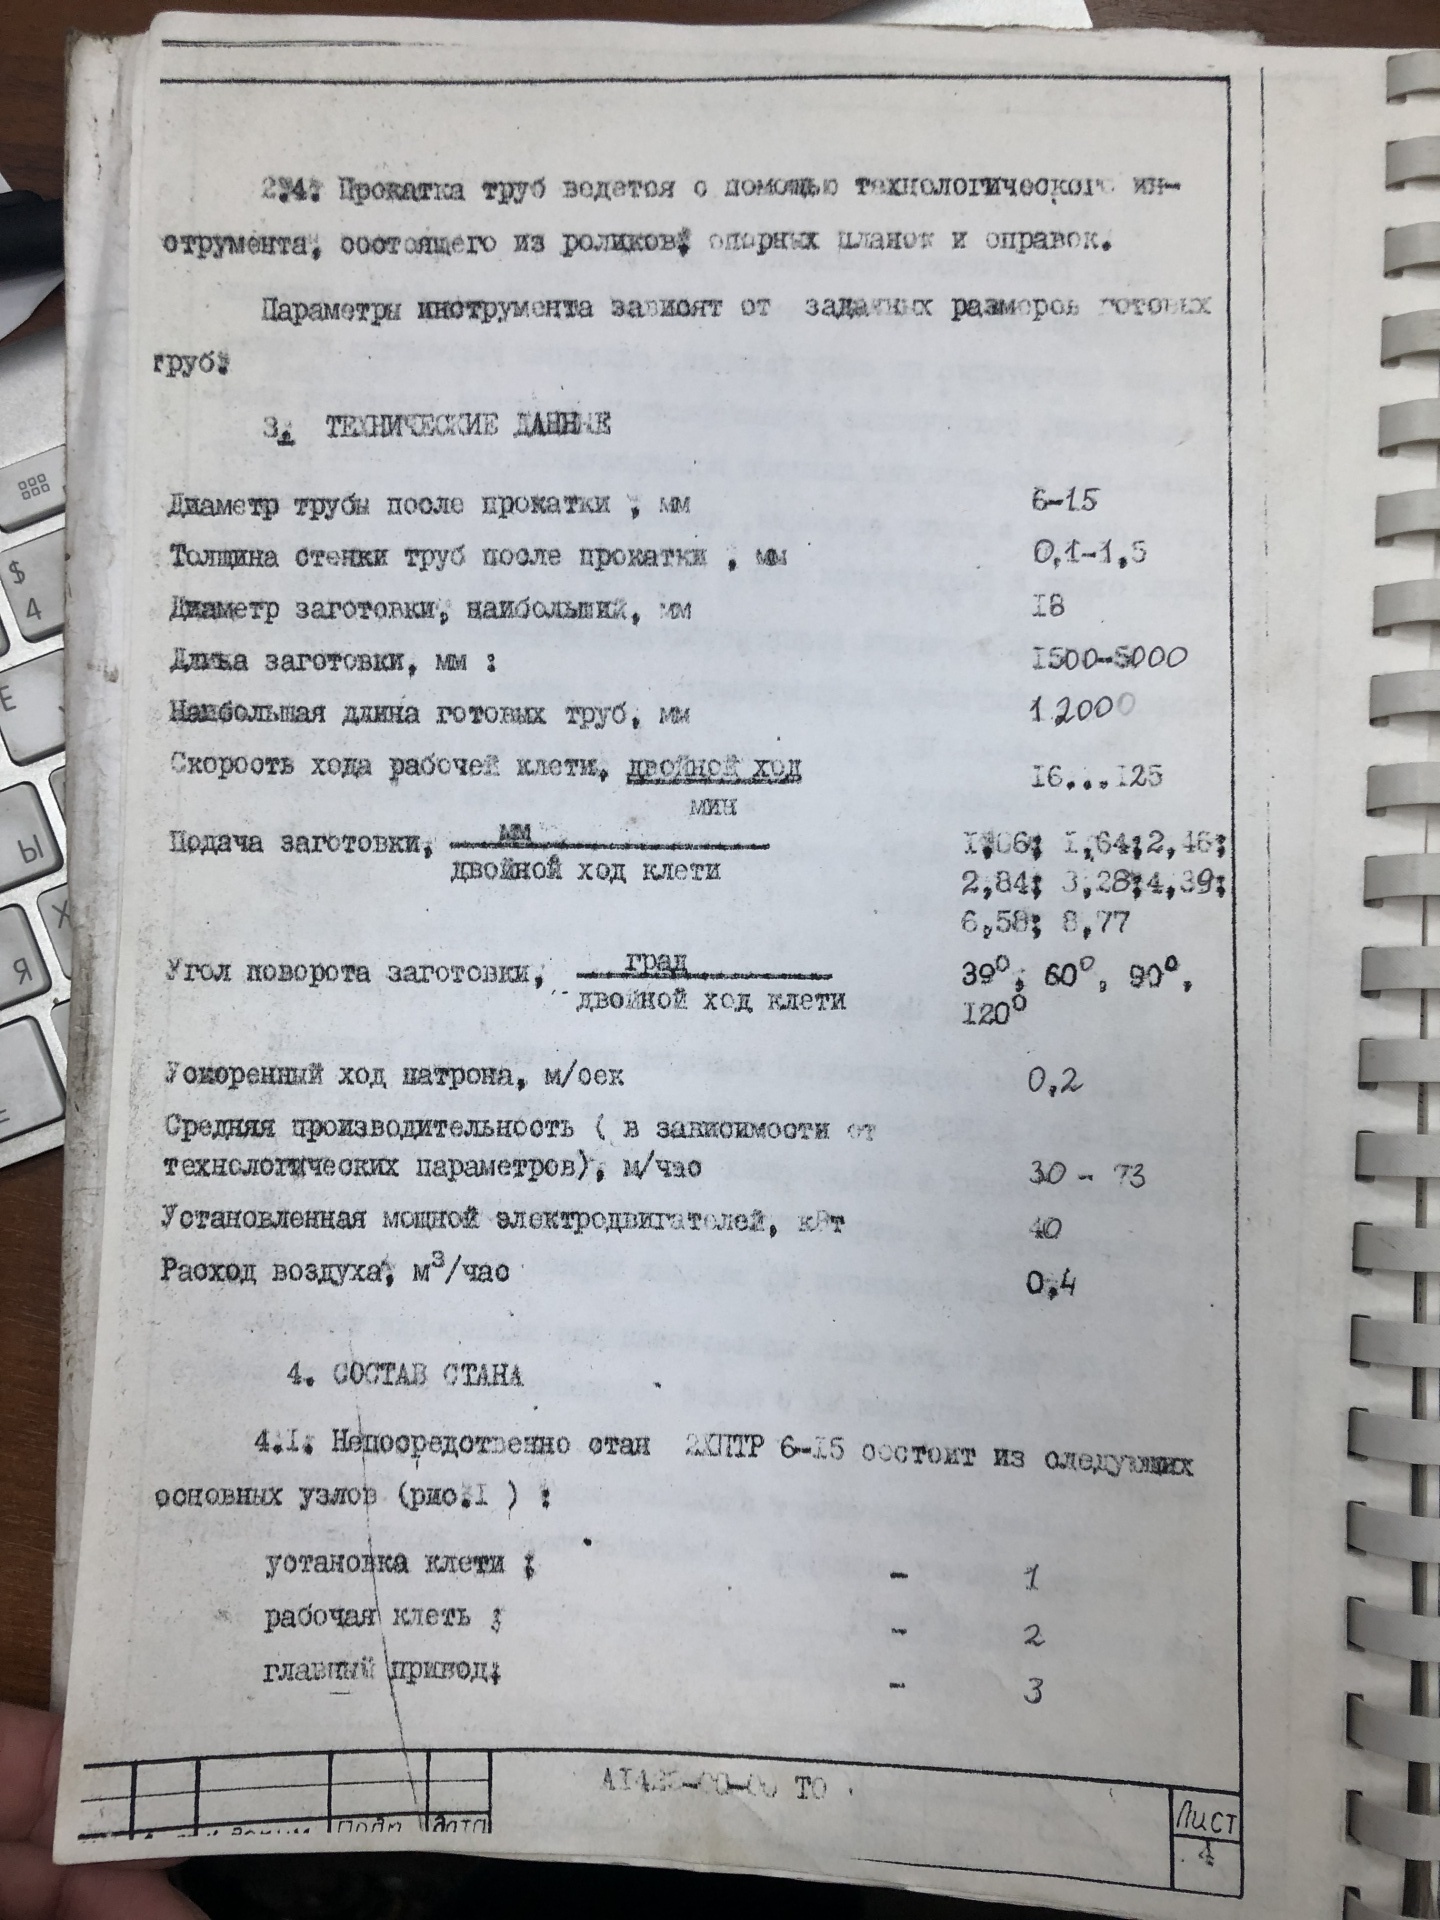 2.4. Прокатка труб ведется с помощью технологического ин-
струмента, состоящего из роликов, опорных планок и оправок.
Параметры инструмента зависят от заданных размеров готовых
труб.
3. ТЕХНИЧЕСКИЕ ДАННЫЕ
Диаметр трубы после прокатки , мм 6-15
Толщина стенки труб после прокатки , мм 0,1-1,5
Диаметр заготовки, наибольший, мм 18
Длина заготовки, мм : 1500-5000
Наибольшая длина готовых труб, мм 12000
Скорость хода рабочей клети, двойной ход 16...125
мин
Подача заготовки, мм 1,06; 1,64; 2,46;
двойной ход клети 2,84; 3,28; 4,39;
6,58; 8,77
Угол поворота заготовки, град 39⁰, 60⁰, 90⁰,
двойной ход клети 120⁰
Ускоренный ход патрона, м/сек 0,2
Средняя производительность ( в зависимости от
технологических параметров), м/час 30 - 73
Установленная мощной электродвигателей, кВт 40
Расход воздуха, м³/час 0,4
4. СОСТАВ СТАНА
4.1. Непосредственно стан 2ХПТР 6-15 состоит из следующих
основных узлов (рис.1 ) :
установка клети ; - 1
рабочая клеть ; - 2
главный привод; - 3
ТО
Подп. Дата
Лист
4
$
4
Е
Ы
Я
Х